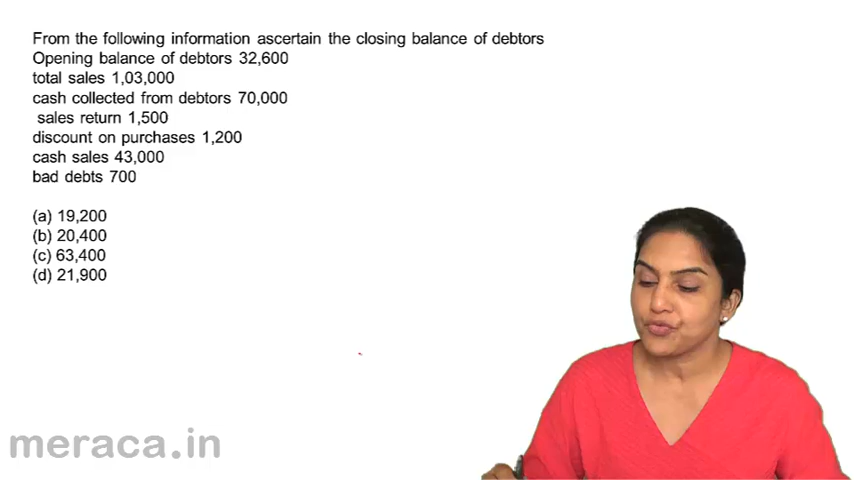 From the following information ascertain the closing balance of debtors
Opening balance of debtors 32,600
total sales 1,03,000
cash collected from debtors 70,000
sales return 1,500
discount on purchases 1,200
cash sales 43,000
bad debts 700
(a) 19,200
(b) 20,400
(c) 63,400
(d) 21,900
meraca.in